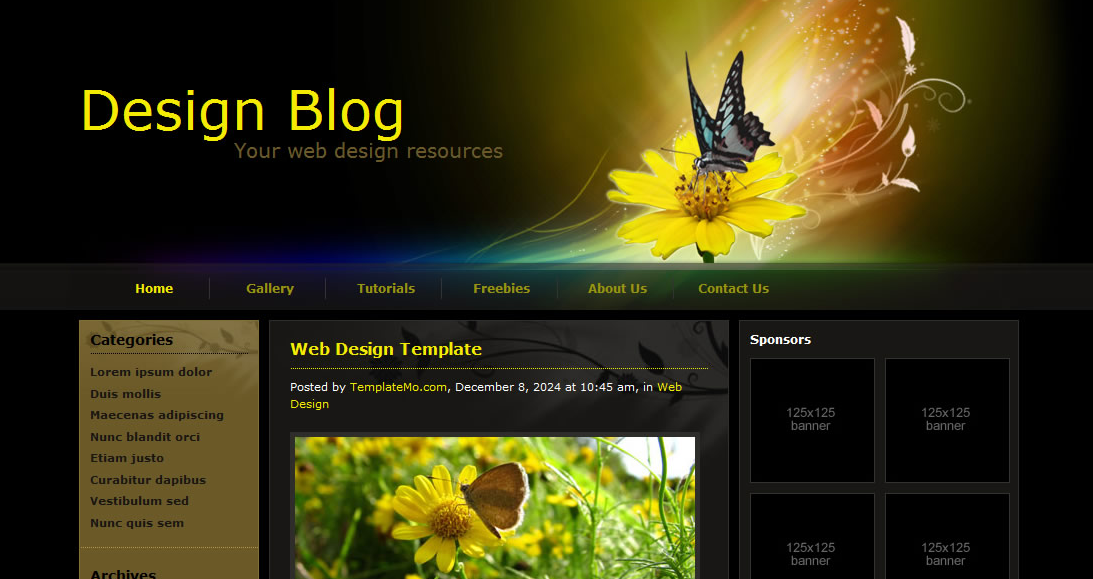 Design Blog
Your web design resources
Home
Gallery
Tutorials
Freebies
About Us
Contact Us
Categories
Lorem ipsum dolor
Duis mollis
Maecenas adipiscing
Nunc blandit orci
Etiam justo
Curabitur dapibus
Vestibulum sed
Nunc quis sem
Archives
Web Design Template
Posted by TemplateMo.com, December 8, 2024 at 10:45 am, in Web
Design
Sponsors
125x125
banner
125x125
banner
125x125
banner
125x125
banner